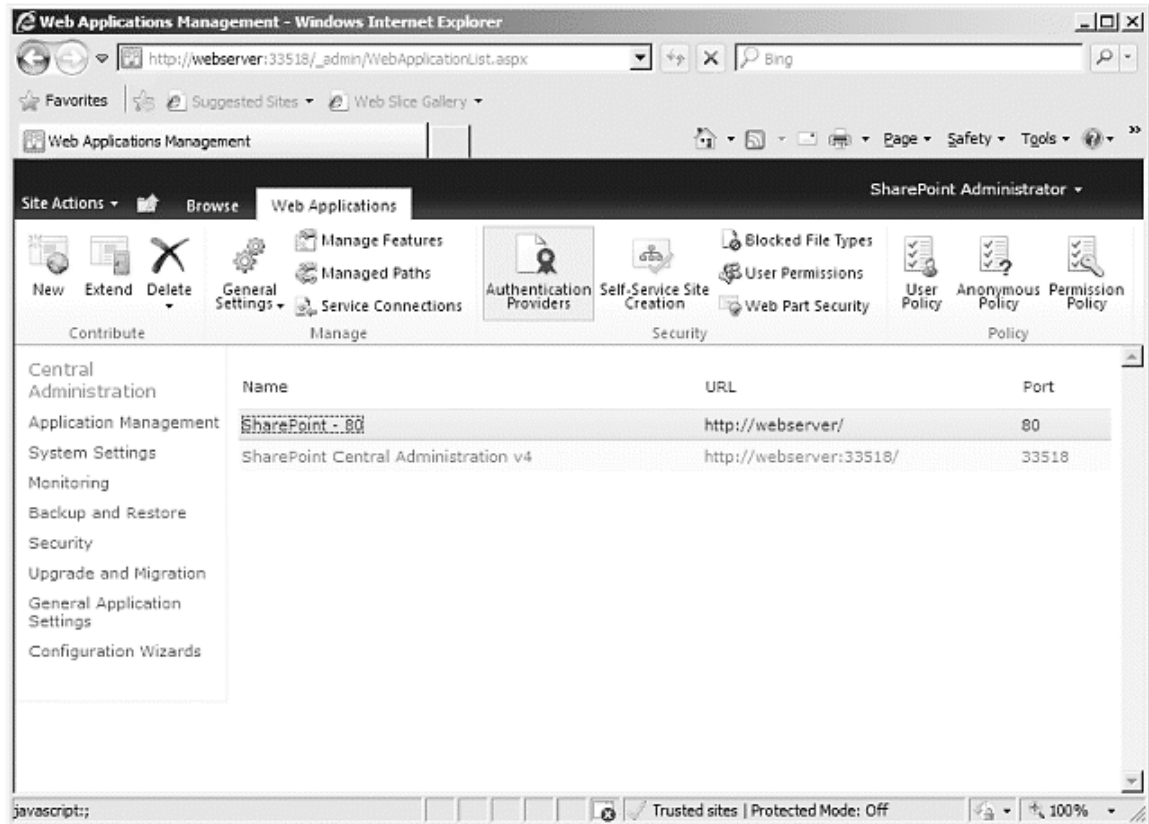 Web Applications Management - Windows Internet Explorer
http://webserver:33518/_admin/WebApplicationList.aspx
Bing
Favorites
Suggested Sites
Web Slice Gallery
Web Applications Management
Page
Safety
Tools
»
SharePoint Administrator
Site Actions
Browse
Web Applications
New
Extend
Delete
Contribute
General
Settings
Manage Features
Managed Paths
Service Connections
Manage
Authentication
Providers
Self-Service Site
Creation
Blocked File Types
User Permissions
Web Part Security
Security
User
Policy
Anonymous
Policy
Permission
Policy
Policy
Central
Administration
Application Management
System Settings
Monitoring
Backup and Restore
Security
Upgrade and Migration
General Application
Settings
Configuration Wizards
Name URL Port
SharePoint - 80 http://webserver/ 80
SharePoint Central Administration v4 http://webserver:33518/ 33518
javascript:;
Trusted sites | Protected Mode: Off
100%